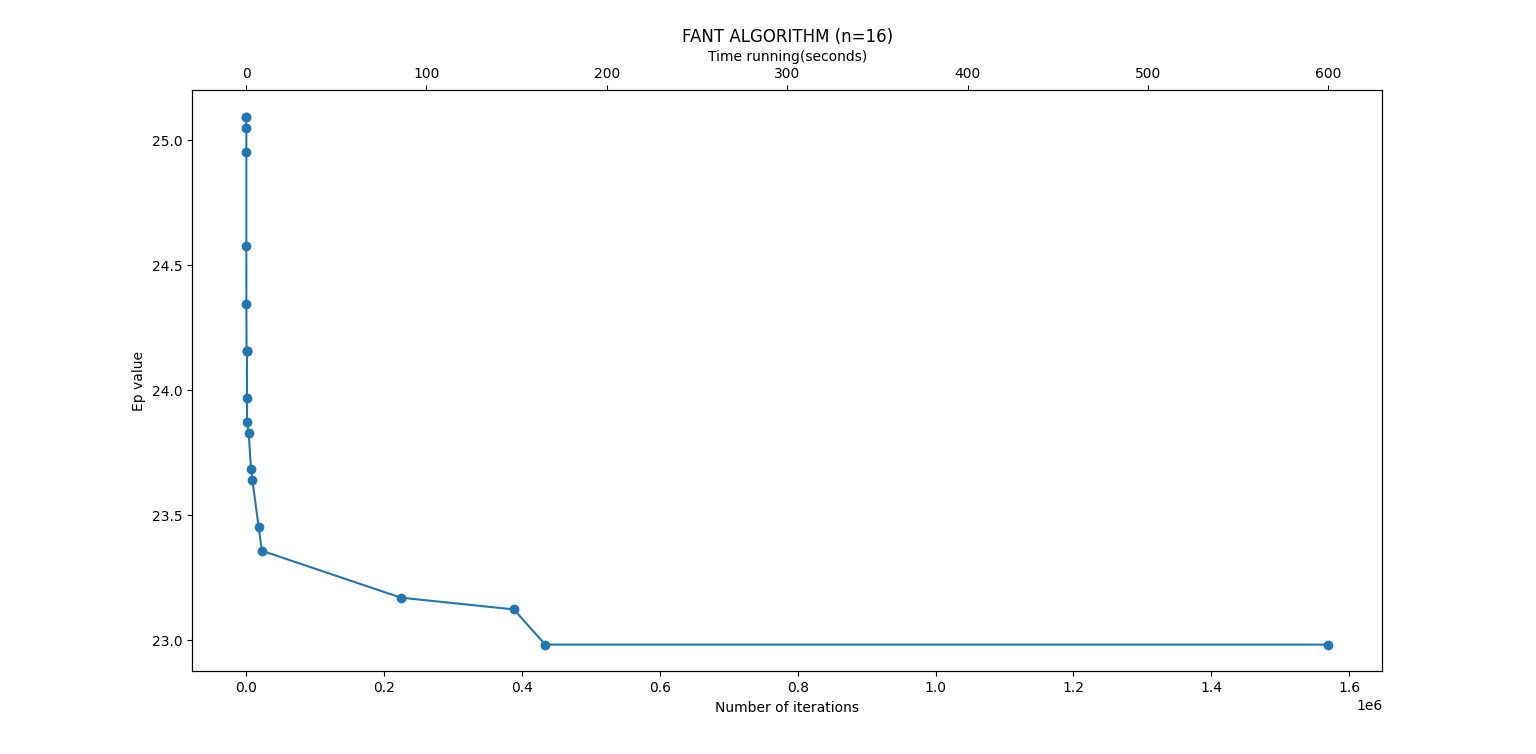 FANT ALGORITHM (n=16)
Time running(seconds)
0 100 200 300 400 500 600
25.0
24.5
24.0
23.5
23.0
Ep value
0.0 0.2 0.4 0.6 0.8 1.0 1.2 1.4 1.6
1e6
Number of iterations